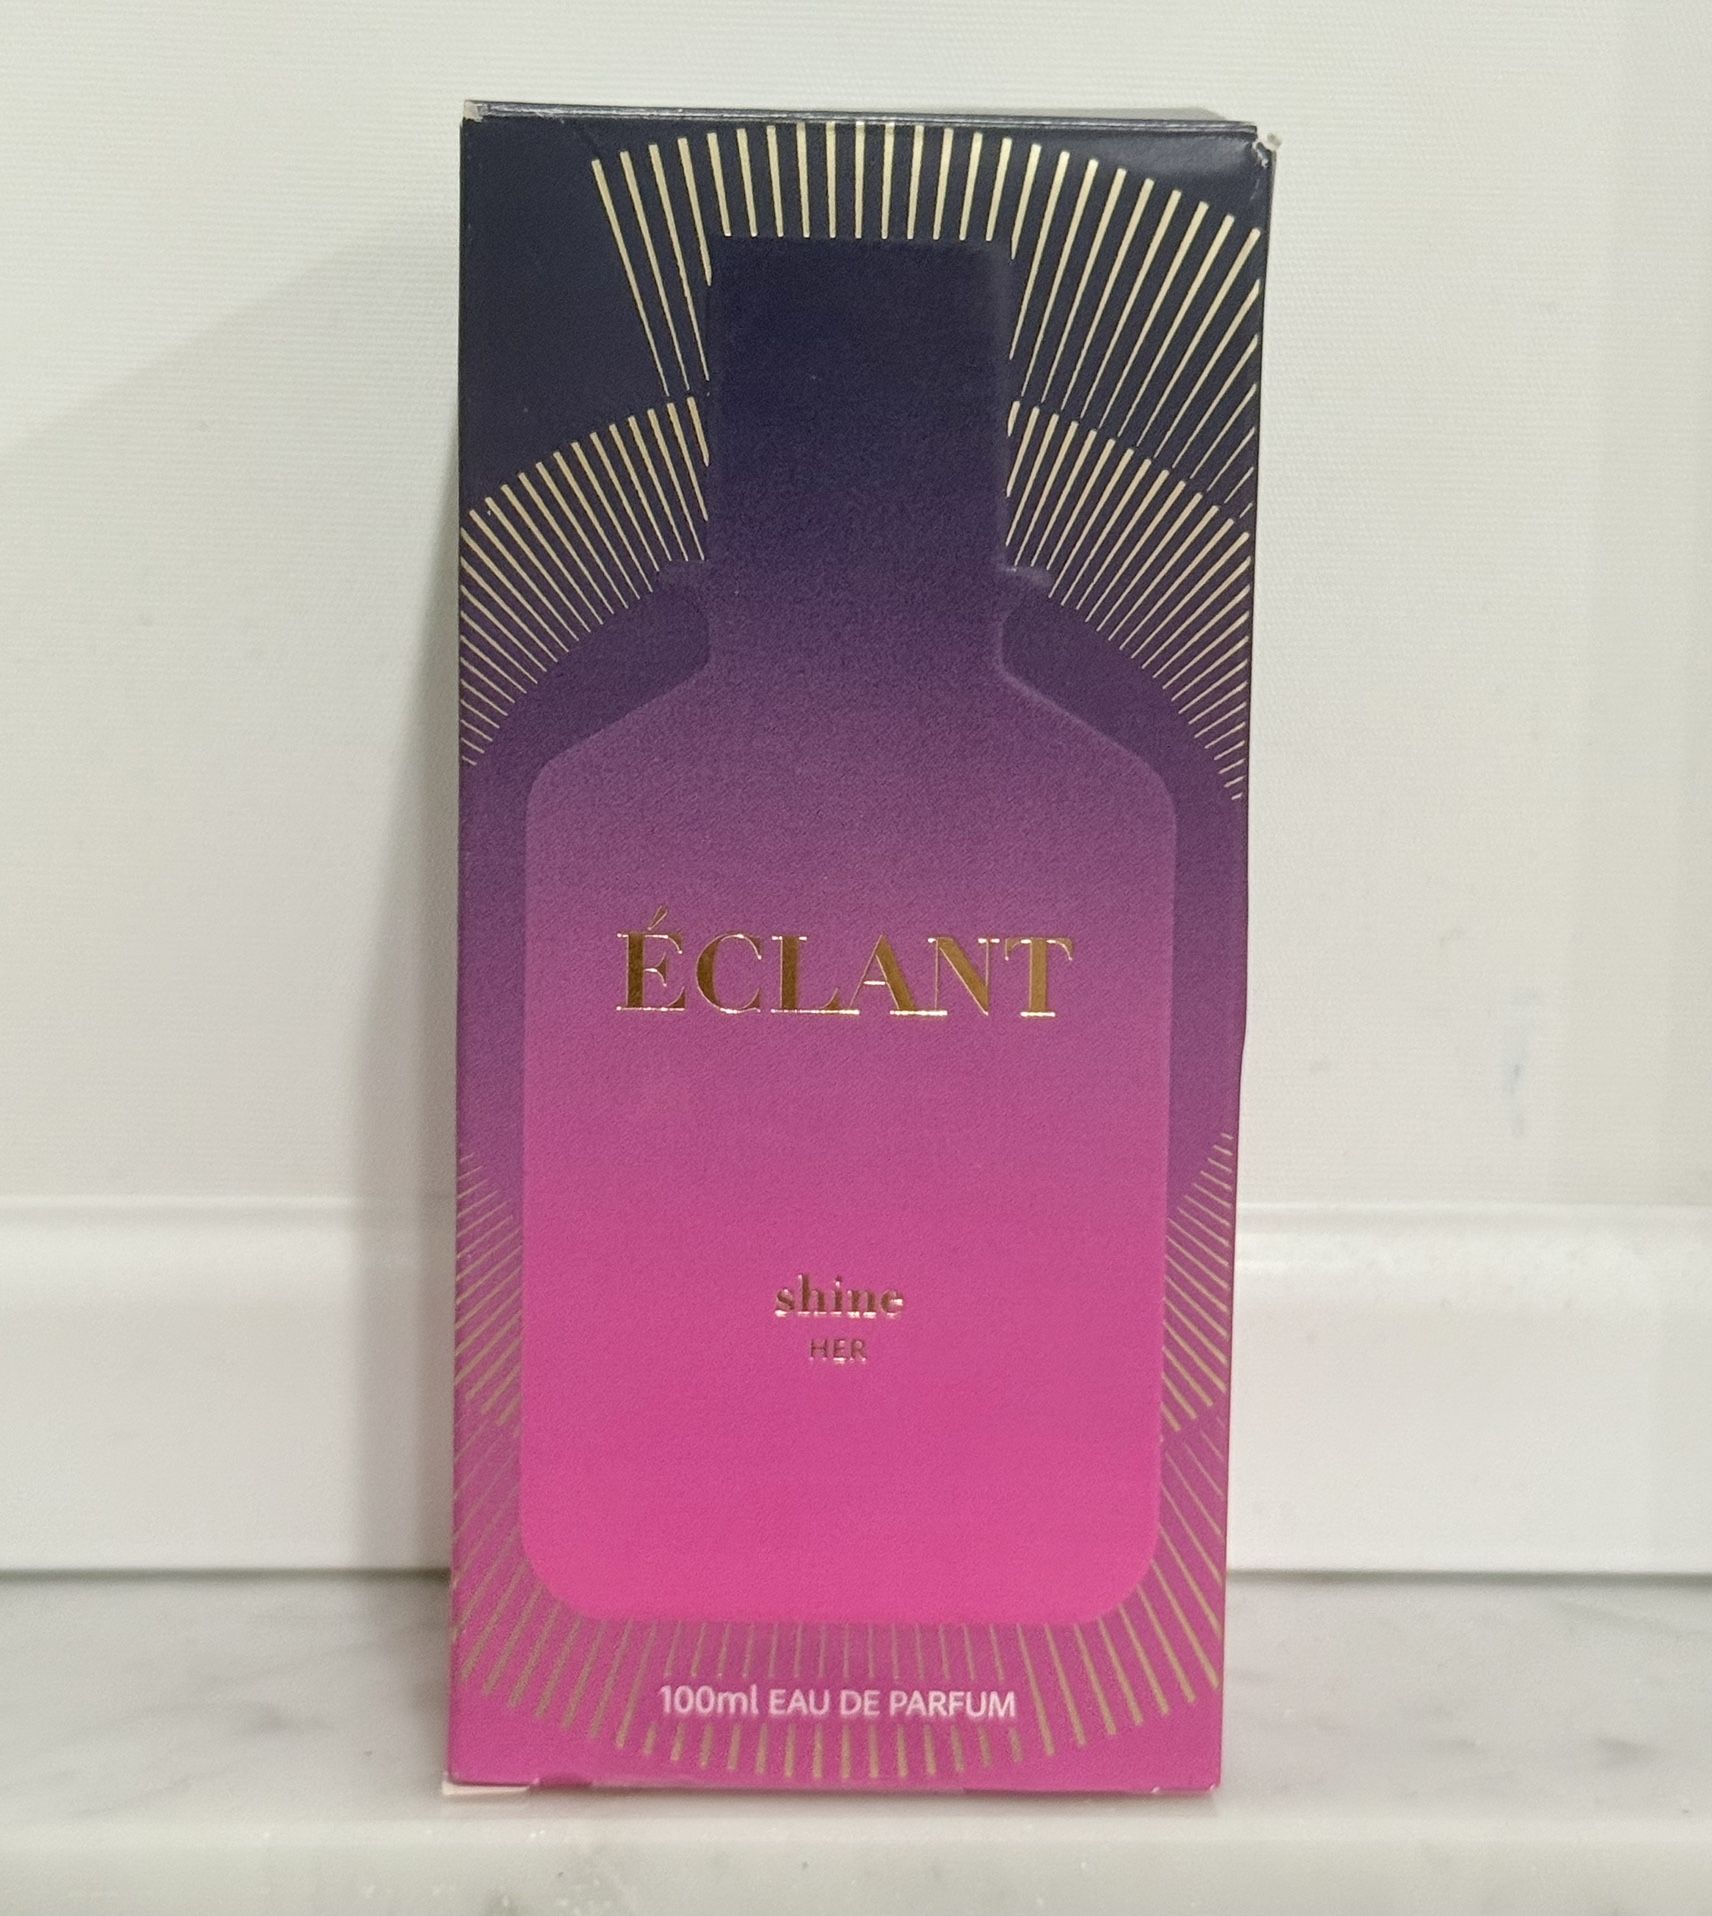 ÉCLANT
shine
HER
100ml EAU DE PARFUM